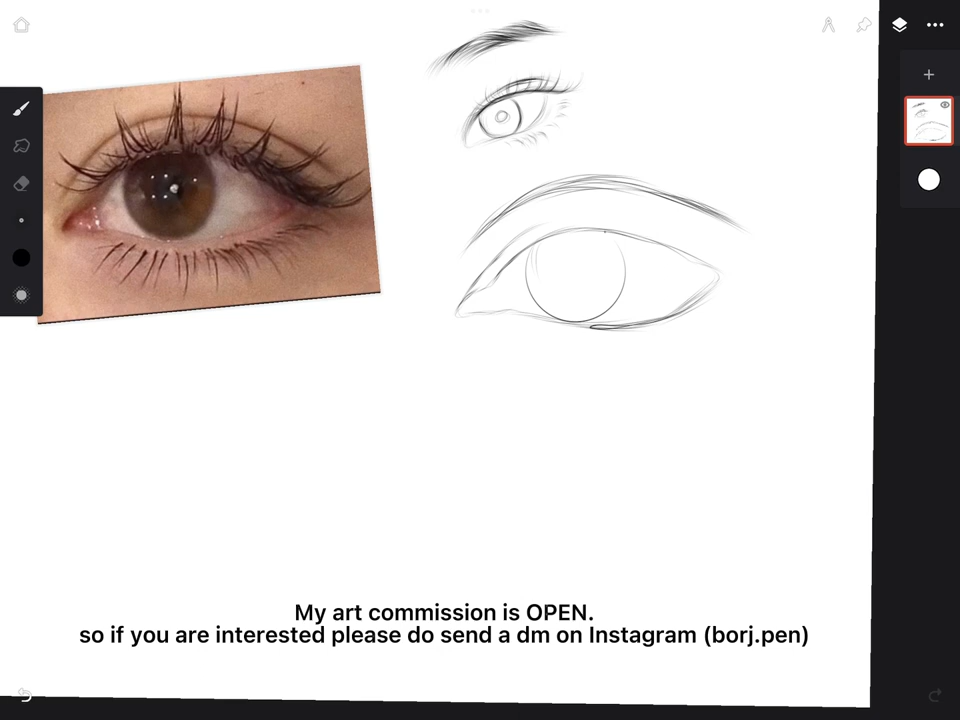 My art commission is OPEN.
so if you are interested please do send a dm on Instagram (borj.pen)